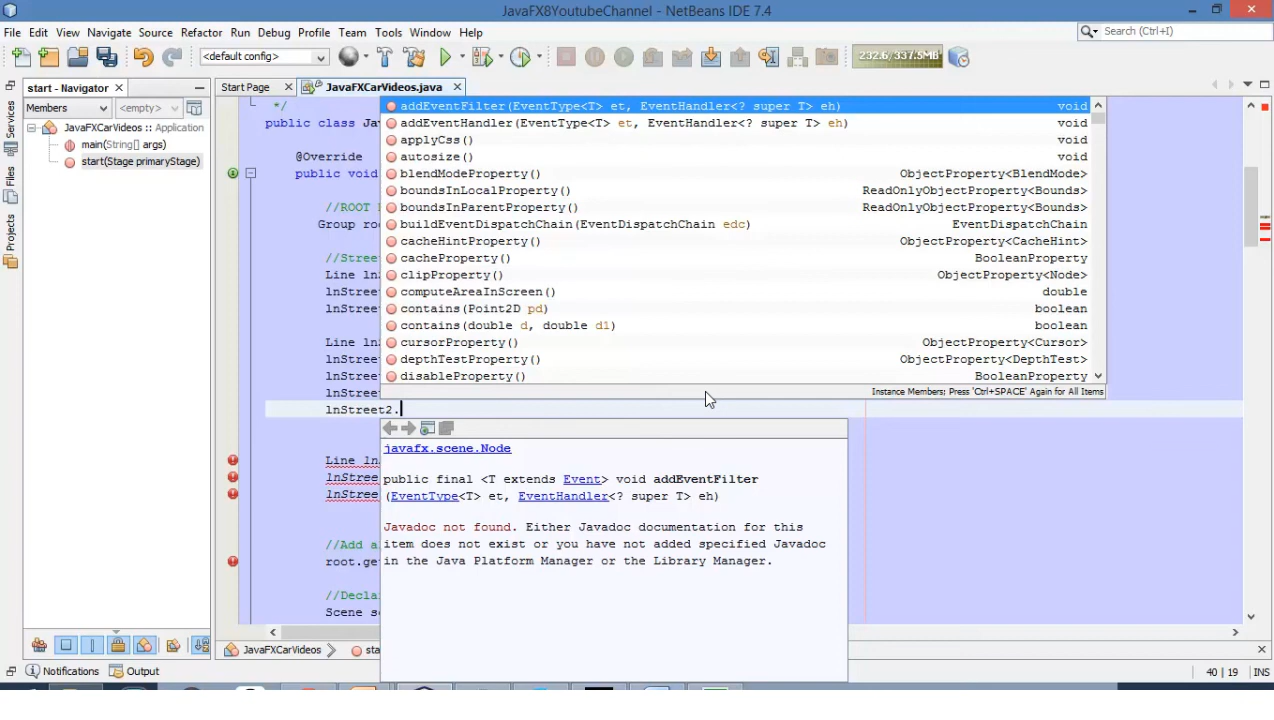 JavaFX8YoutubeChannel - NetBeans IDE 7.4
File Edit View Navigate Source Refactor Run Debug Profile Team Tools Window Help
Search (Ctrl+I)
<default config>
232.6/337.5MB
start - Navigator
Members
<empty>
JavaFXCarVideos :: Application
main(String[] args)
start(Stage primaryStage)
Services
Files
Projects
Start Page
JavaFXCarVideos.java
*/
public class Ja
@Override
public void
//ROOT
Group ro
//Stree
Line ln
lnStree
lnStree
Line ln
lnStree
lnStree
lnStree
lnStreet2.
Line ln
lnStree
lnStree
//Add a
root.ge
//Decla
Scene s
addEventFilter(EventType<T> et, EventHandler<? super T> eh) void
addEventHandler(EventType<T> et, EventHandler<? super T> eh) void
applyCss() void
autosize() void
blendModeProperty() ObjectProperty<BlendMode>
boundsInLocalProperty() ReadOnlyObjectProperty<Bounds>
boundsInParentProperty() ReadOnlyObjectProperty<Bounds>
buildEventDispatchChain(EventDispatchChain edc) EventDispatchChain
cacheHintProperty() ObjectProperty<CacheHint>
cacheProperty() BooleanProperty
clipProperty() ObjectProperty<Node>
computeAreaInScreen() double
contains(Point2D pd) boolean
contains(double d, double d1) boolean
cursorProperty() ObjectProperty<Cursor>
depthTestProperty() ObjectProperty<DepthTest>
disableProperty() BooleanProperty
Instance Members; Press 'Ctrl+SPACE' Again for All Items
javafx.scene.Node
public final <T extends Event> void addEventFilter
(EventType<T> et, EventHandler<? super T> eh)
Javadoc not found. Either Javadoc documentation for this
item does not exist or you have not added specified Javadoc
in the Java Platform Manager or the Library Manager.
JavaFXCarVideos
sta
Notifications
Output
40 | 19
INS